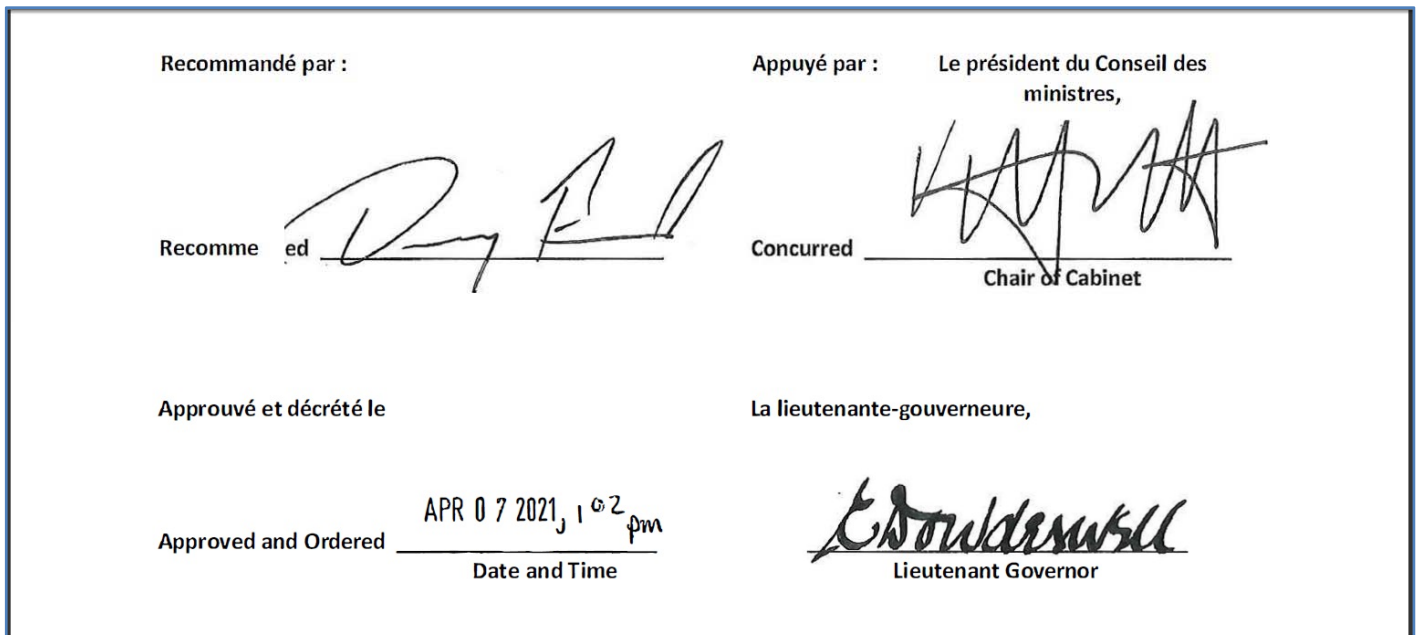 Recommandé par :
Appuyé par : Le président du Conseil des
ministres,
Recomme ed
Concurred
Chair of Cabinet
Approuvé et décrété le
La lieutenante-gouverneure,
APR 0 7 2021, 1 02 pm
Approved and Ordered
Date and Time
EDowdeswell
Lieutenant Governor